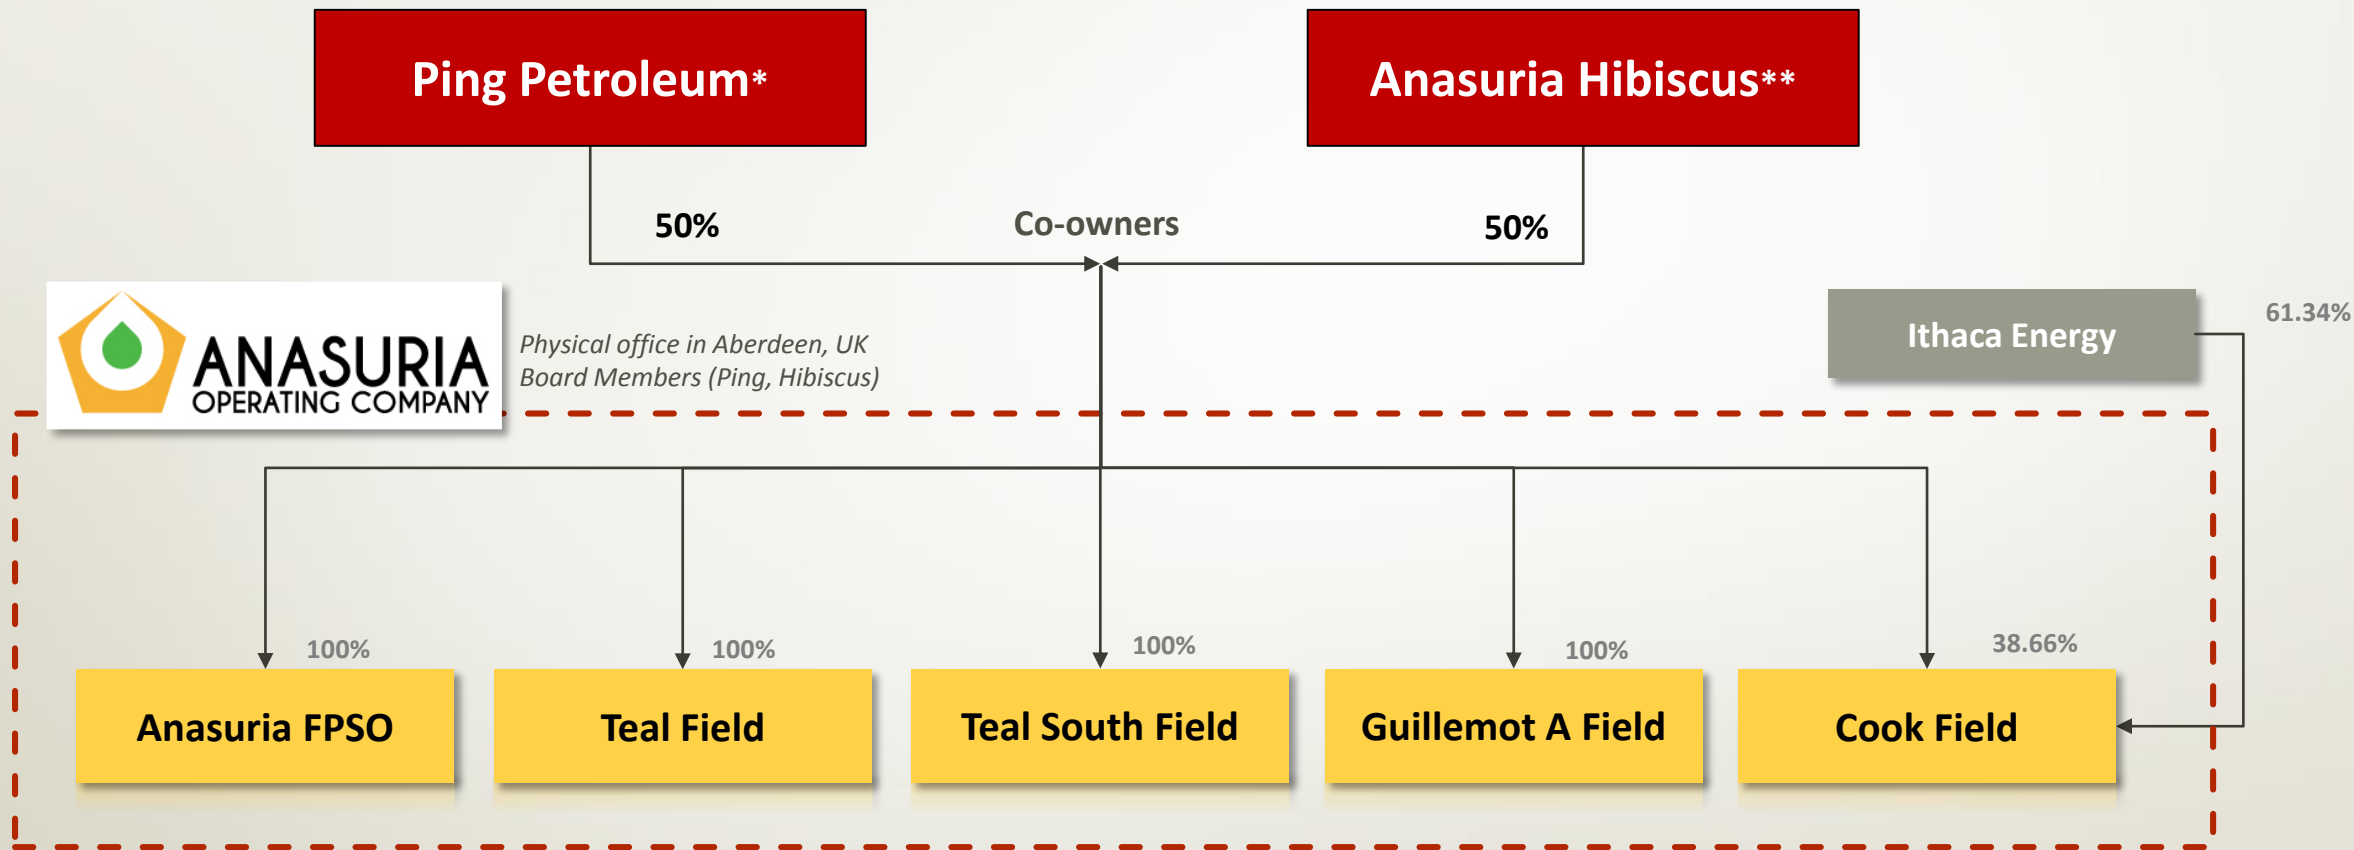 Ping Petroleum*
Anasuria Hibiscus**
50%
Co-owners
50%
ANASURIA
OPERATING COMPANY
Physical office in Aberdeen, UK
Board Members (Ping, Hibiscus)
Ithaca Energy
61.34%
100%
100%
100%
100%
38.66%
Anasuria FPSO
Teal Field
Teal South Field
Guillemot A Field
Cook Field